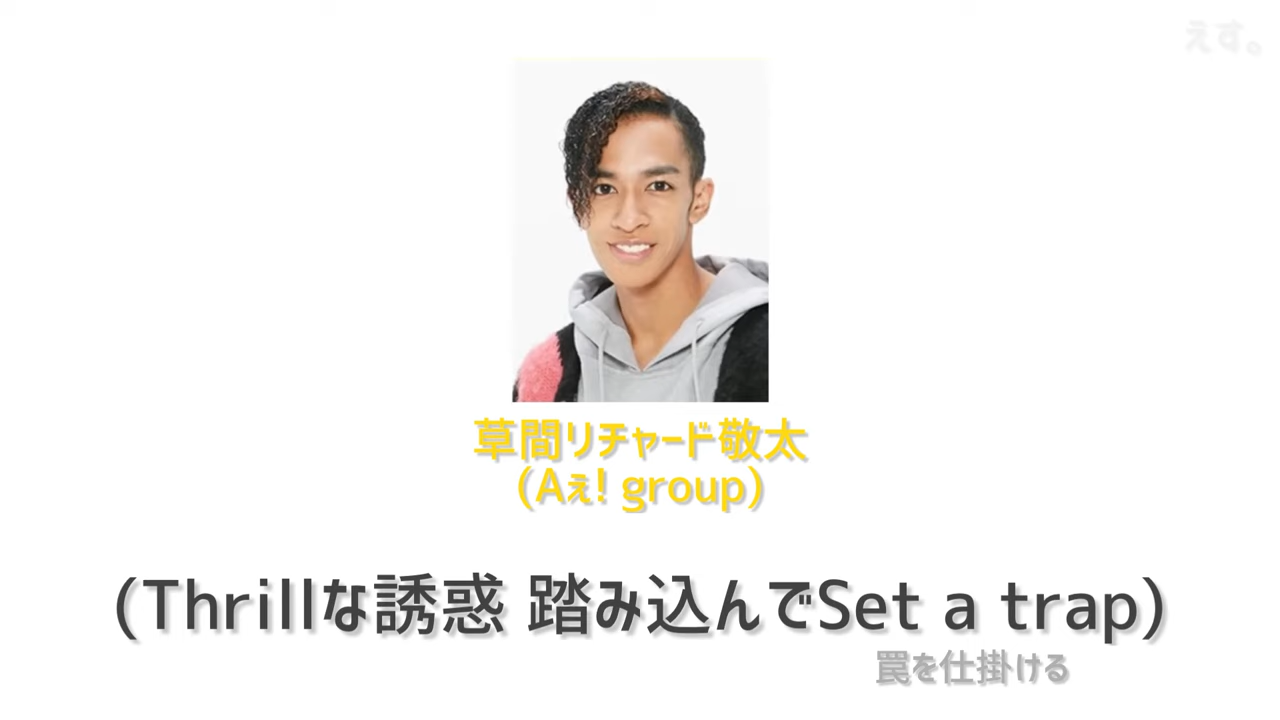 えす。
草間リチャード敬太
(Aぇ! group)
(Thrillな誘惑 踏み込んでSet a trap)
罠を仕掛ける